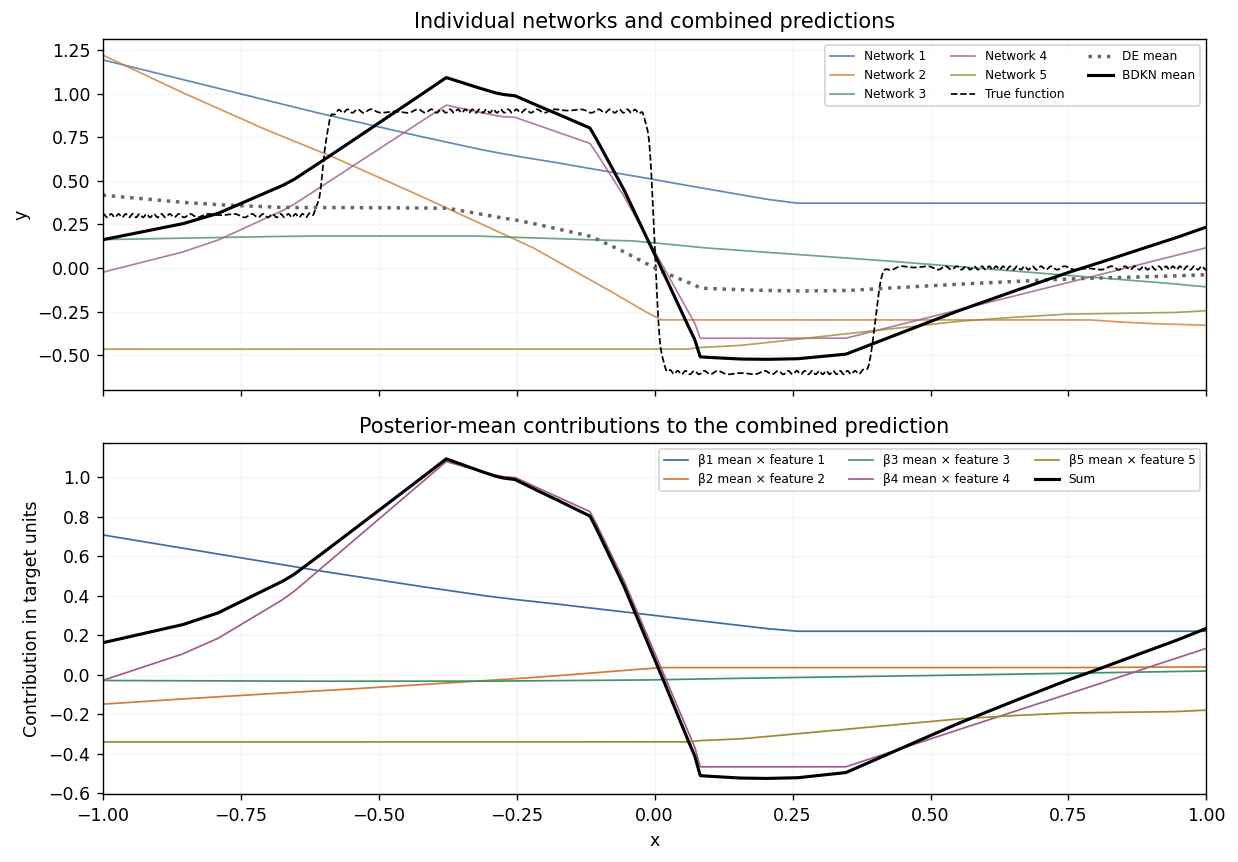 Individual networks and combined predictions
1.25
1.00
0.75
0.50
0.25
0.00
−0.25
−0.50
y
Network 1
Network 2
Network 3
Network 4
Network 5
True function
DE mean
BDKN mean
Posterior-mean contributions to the combined prediction
1.0
0.8
0.6
0.4
0.2
0.0
−0.2
−0.4
−0.6
Contribution in target units
β1 mean × feature 1
β2 mean × feature 2
β3 mean × feature 3
β4 mean × feature 4
β5 mean × feature 5
Sum
−1.00 −0.75 −0.50 −0.25 0.00 0.25 0.50 0.75 1.00
x